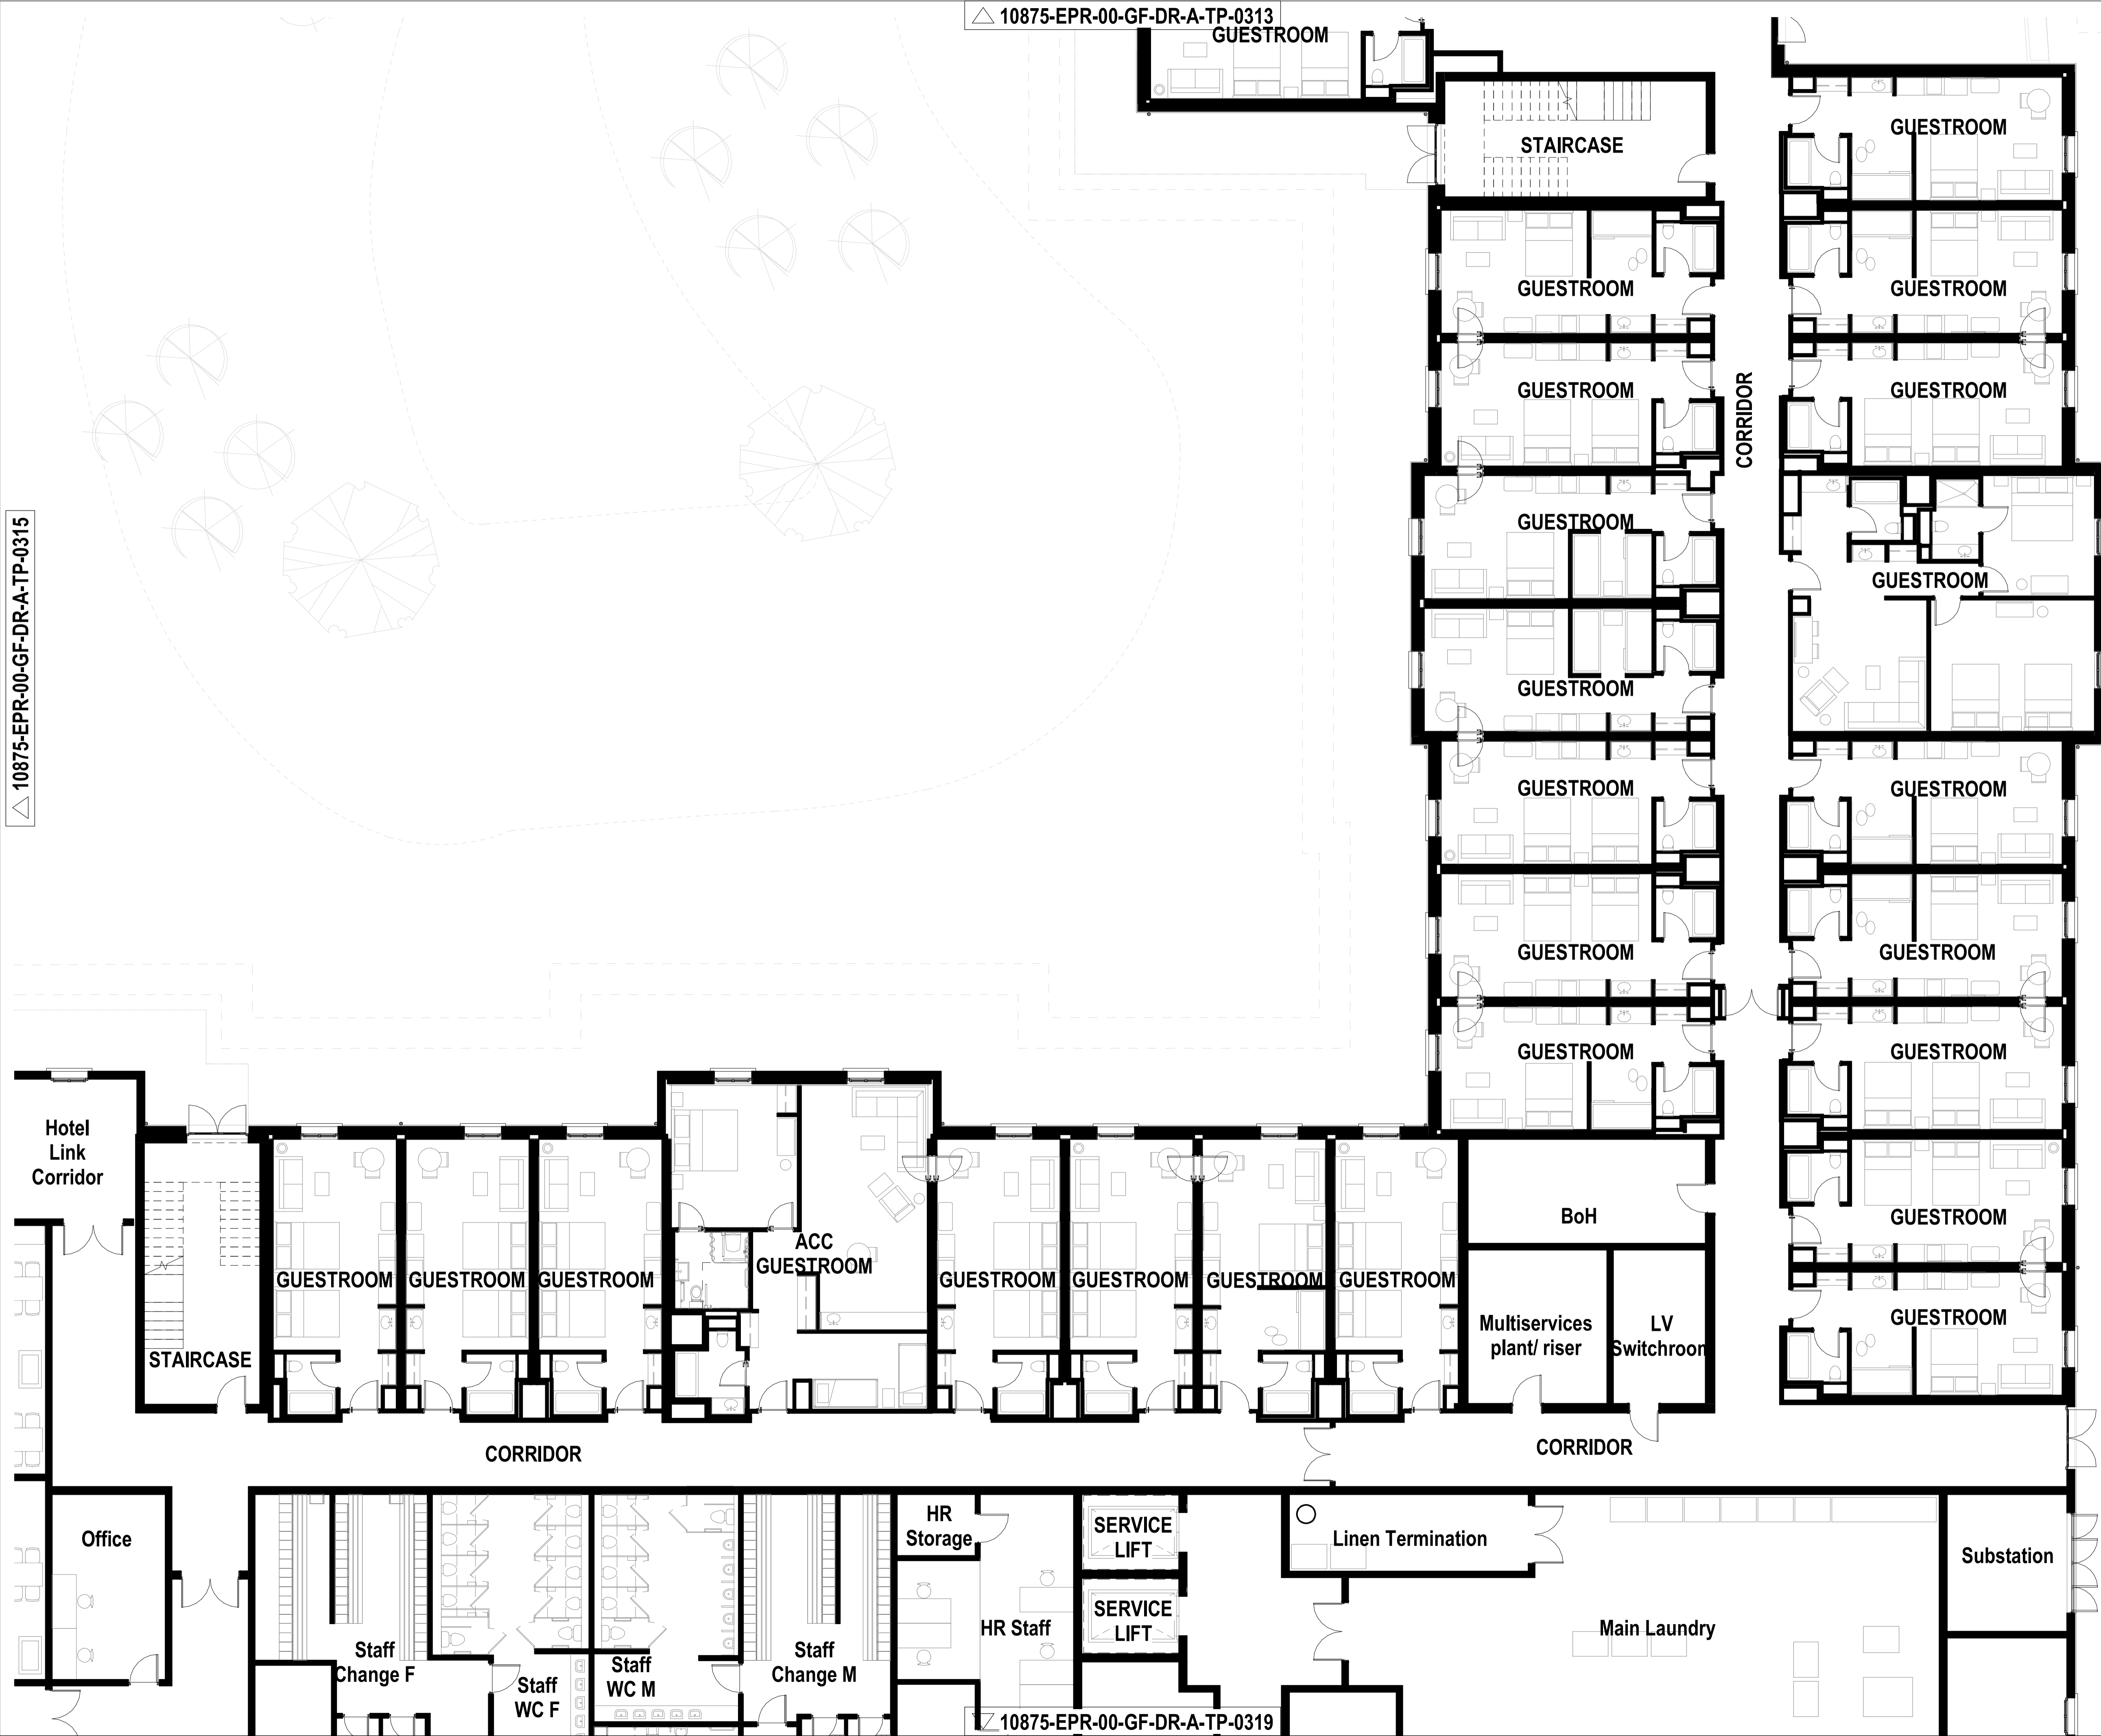 10875-EPR-00-GF-DR-A-TP-0313
GUESTROOM
GUESTROOM
STAIRCASE
GUESTROOM
GUESTROOM
CORRIDOR
GUESTROOM
GUESTROOM
10875-EPR-00-GF-DR-A-TP-0315
GUESTROOM
GUESTROOM
GUESTROOM
GUESTROOM
GUESTROOM
GUESTROOM
GUESTROOM
GUESTROOM
GUESTROOM
Hotel
Link
Corridor
BoH
GUESTROOM
ACC
GUESTROOM
GUESTROOM
GUESTROOM
GUESTROOM
GUESTROOM
GUESTROOM
GUESTROOM
GUESTROOM
Multiservices
plant/ riser
LV
Switchroom
GUESTROOM
STAIRCASE
CORRIDOR
CORRIDOR
Office
HR
Storage
SERVICE
LIFT
Linen Termination
Substation
SERVICE
LIFT
HR Staff
Main Laundry
Staff
Change F
Staff
WC F
Staff
WC M
Staff
Change M
10875-EPR-00-GF-DR-A-TP-0319